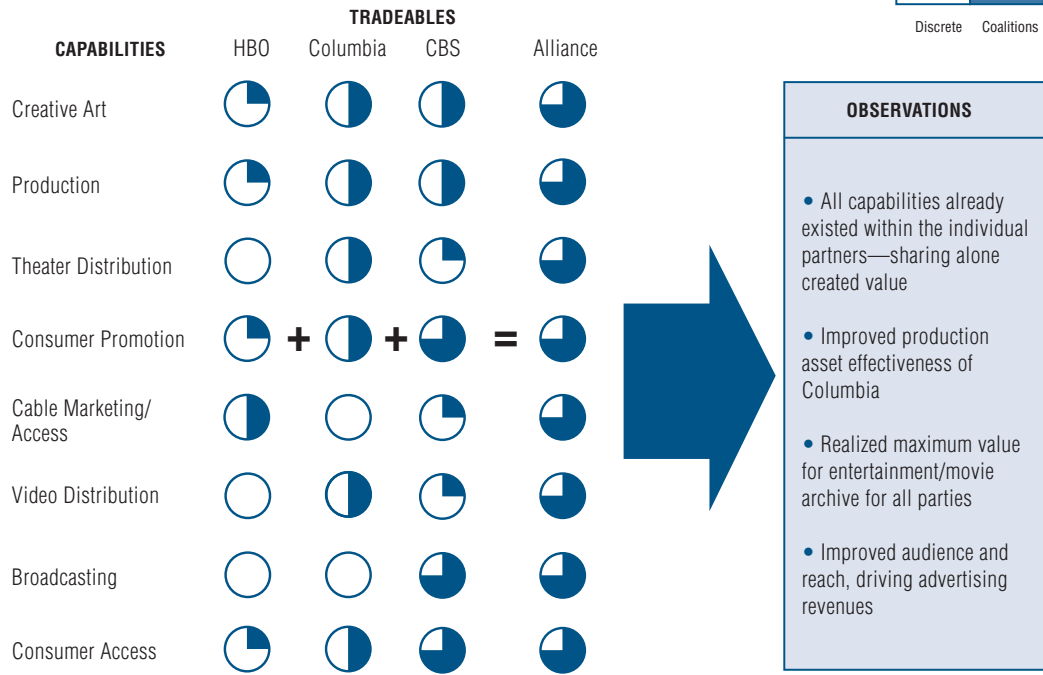 TRADEABLES
CAPABILITIES HBO Columbia CBS Alliance
Discrete Coalitions
Creative Art
Production
Theater Distribution
Consumer Promotion + + =
Cable Marketing/
Access
Video Distribution
Broadcasting
Consumer Access
OBSERVATIONS
• All capabilities already
existed within the individual
partners—sharing alone
created value
• Improved production
asset effectiveness of
Columbia
• Realized maximum value
for entertainment/movie
archive for all parties
• Improved audience and
reach, driving advertising
revenues